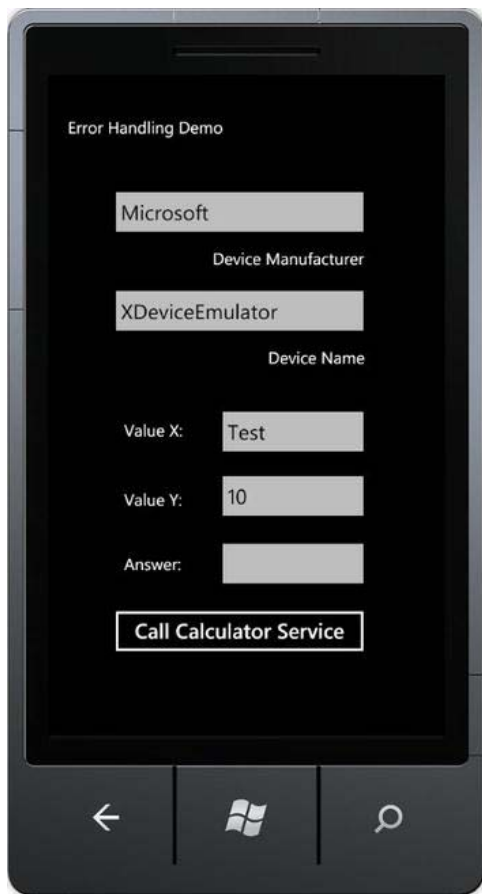 Error Handling Demo
Microsoft
Device Manufacturer
XDeviceEmulator
Device Name
Value X: Test
Value Y: 10
Answer:
Call Calculator Service